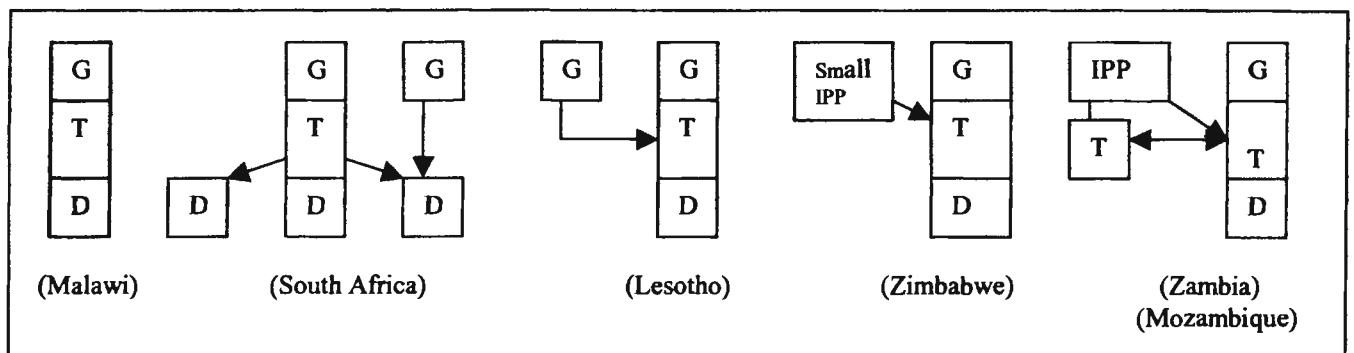 G
T
D
G
G
T
D
D
D
G
G
T
D
Small
IPP
G
T
D
IPP
G
T
T
D
(Malawi)
(South Africa)
(Lesotho)
(Zimbabwe)
(Zambia)
(Mozambique)